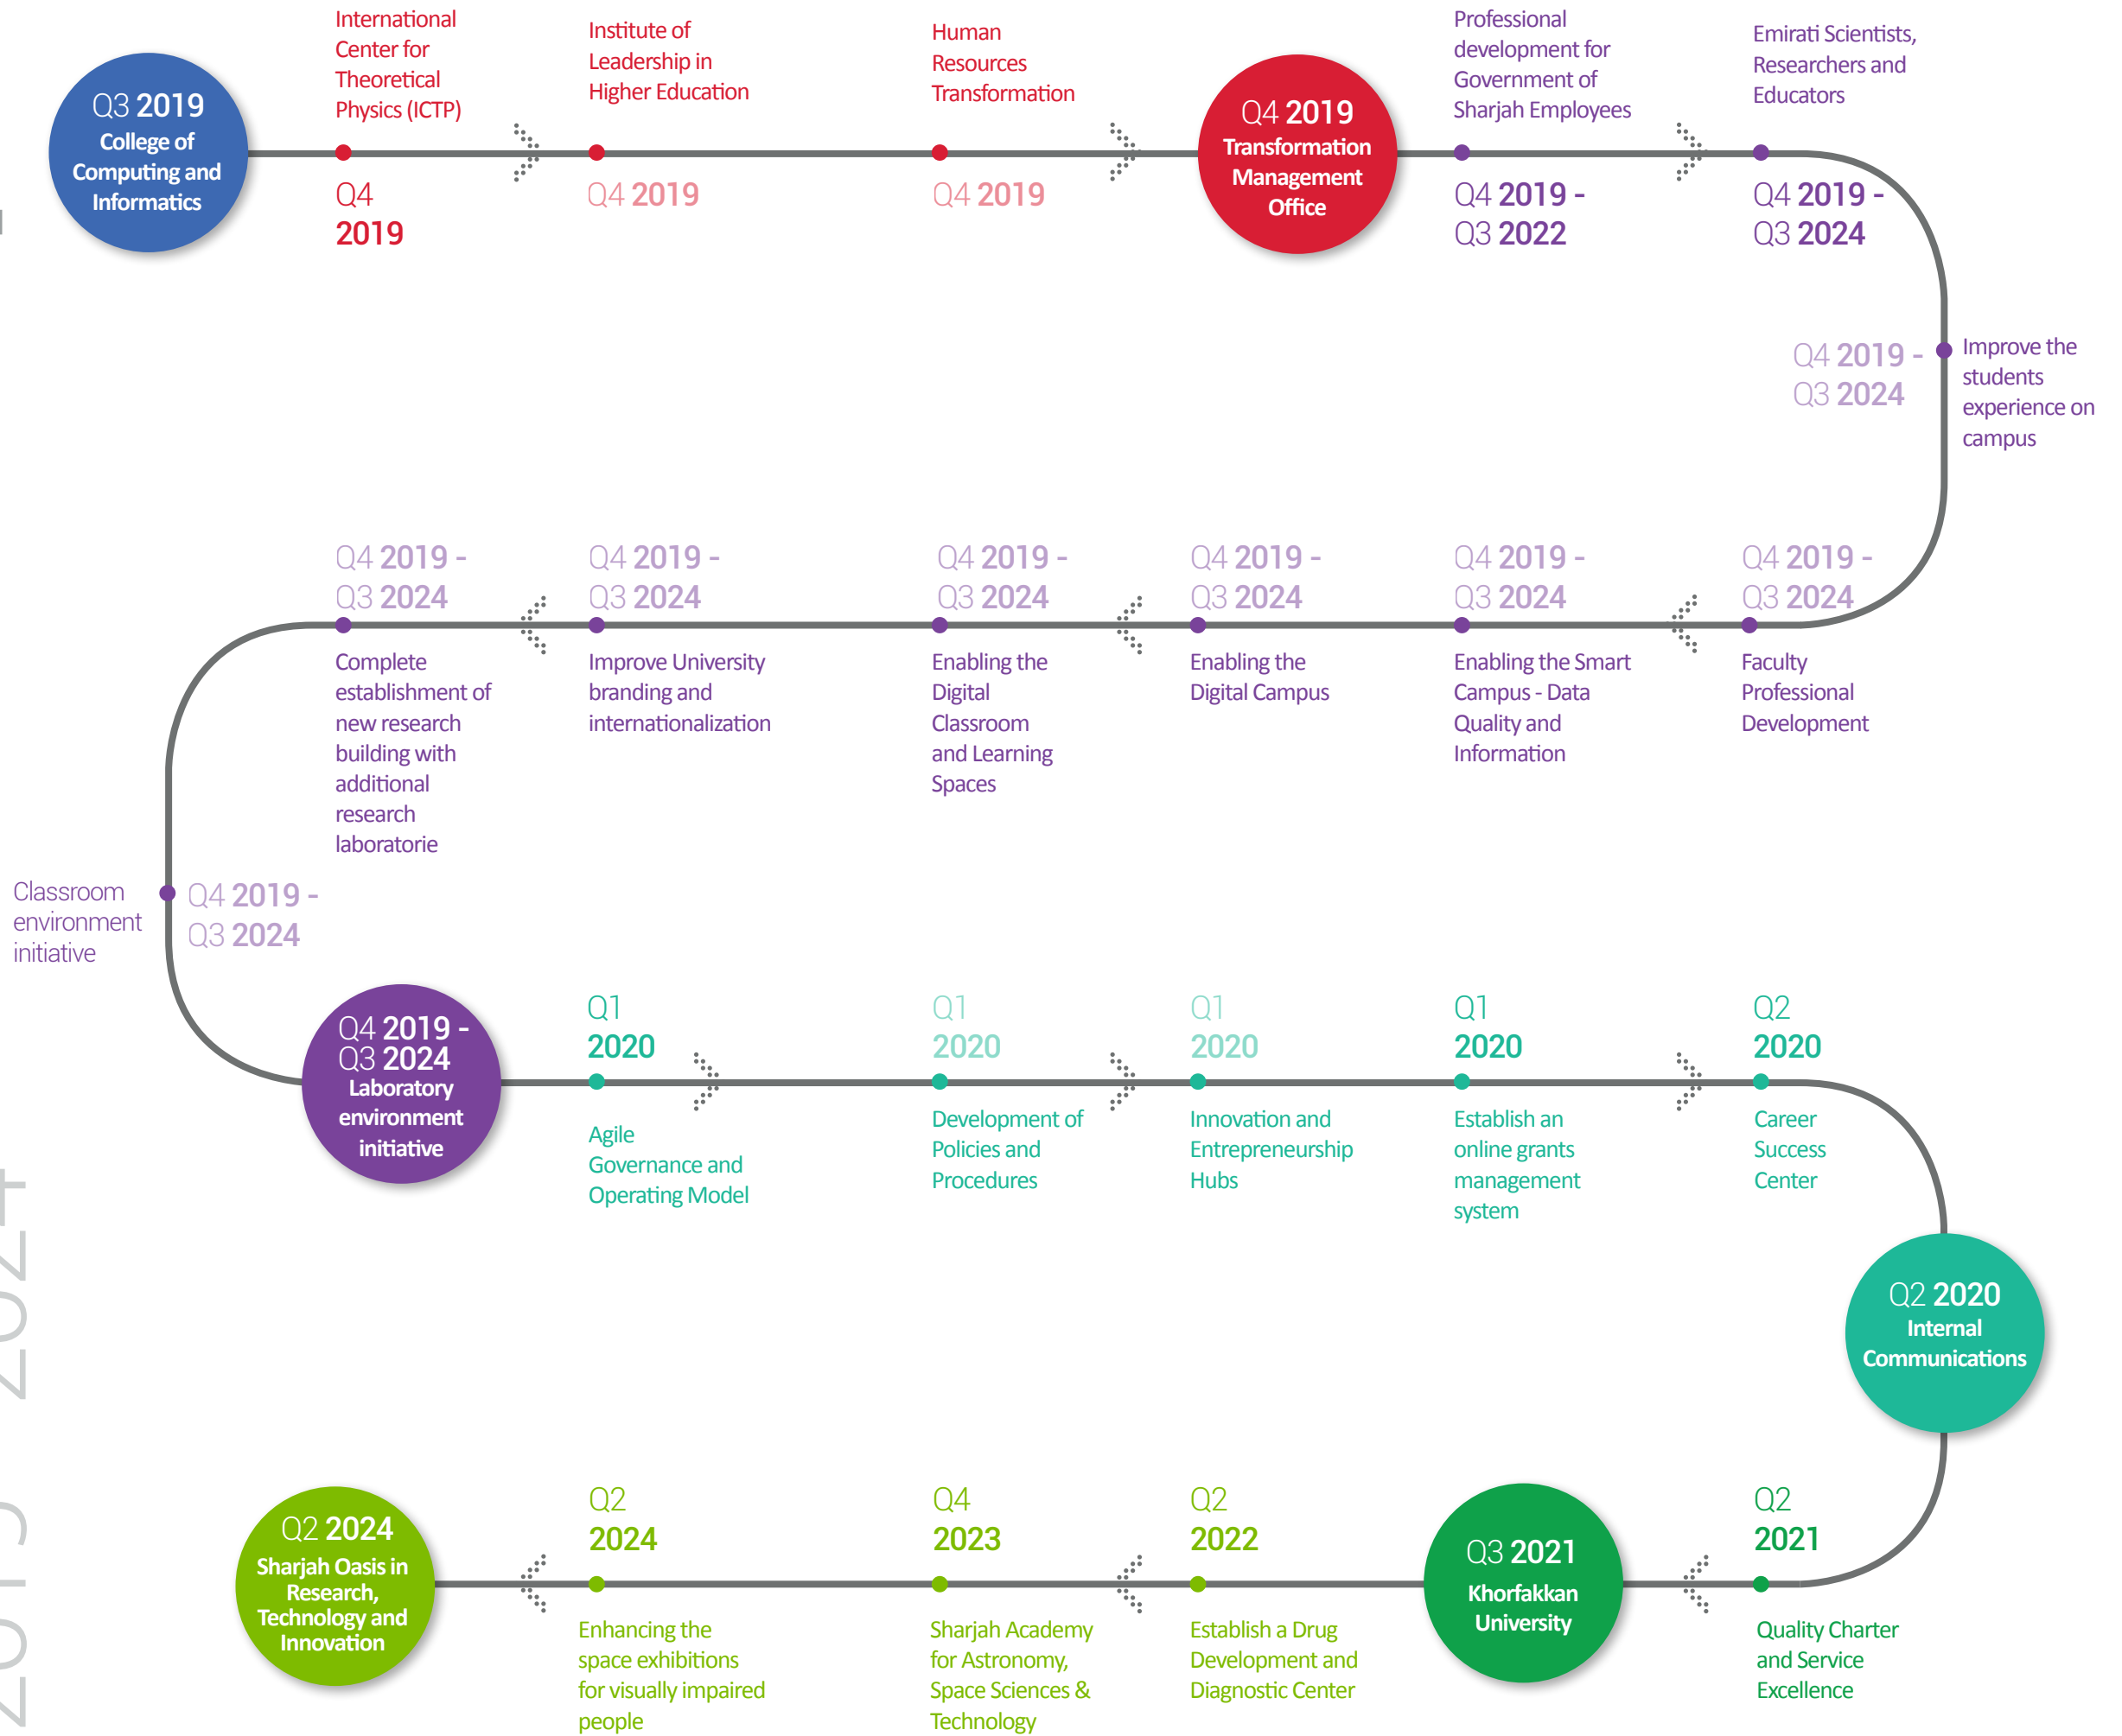 Q3 2019
College of
Computing and
Informatics
International
Center for
Theoretical
Physics (ICTP)
Q4
2019
Institute of
Leadership in
Higher Education
Q4 2019
Human
Resources
Transformation
Q4 2019
Q4 2019
Transformation
Management
Office
Professional
development for
Government of
Sharjah Employees
Q4 2019 -
Q3 2022
Emirati Scientists,
Researchers and
Educators
Q4 2019 -
Q3 2024
Q4 2019 -
Q3 2024
Improve the
students
experience on
campus
Q4 2019 -
Q3 2024
Faculty
Professional
Development
Q4 2019 -
Q3 2024
Enabling the Smart
Campus - Data
Quality and
Information
Q4 2019 -
Q3 2024
Enabling the
Digital Campus
Q4 2019 -
Q3 2024
Enabling the
Digital
Classroom
and Learning
Spaces
Q4 2019 -
Q3 2024
Improve University
branding and
internationalization
Q4 2019 -
Q3 2024
Complete
establishment of
new research
building with
additional
research
laboratorie
Classroom
environment
initiative
Q4 2019 -
Q3 2024
Q4 2019 -
Q3 2024
Laboratory
environment
initiative
Q1
2020
Agile
Governance and
Operating Model
Q1
2020
Development of
Policies and
Procedures
Q1
2020
Innovation and
Entrepreneurship
Hubs
Q1
2020
Establish an
online grants
management
system
Q2
2020
Career
Success
Center
Q2 2020
Internal
Communications
Q2
2021
Quality Charter
and Service
Excellence
Q3 2021
Khorfakkan
University
Q2
2022
Establish a Drug
Development and
Diagnostic Center
Q4
2023
Sharjah Academy
for Astronomy,
Space Sciences &
Technology
Q2
2024
Enhancing the
space exhibitions
for visually impaired
people
Q2 2024
Sharjah Oasis in
Research,
Technology and
Innovation